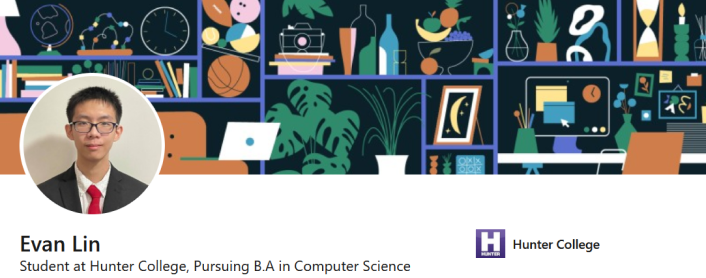 Evan Lin
Student at Hunter College, Pursuing B.A in Computer Science
H
HUNTER
Hunter College